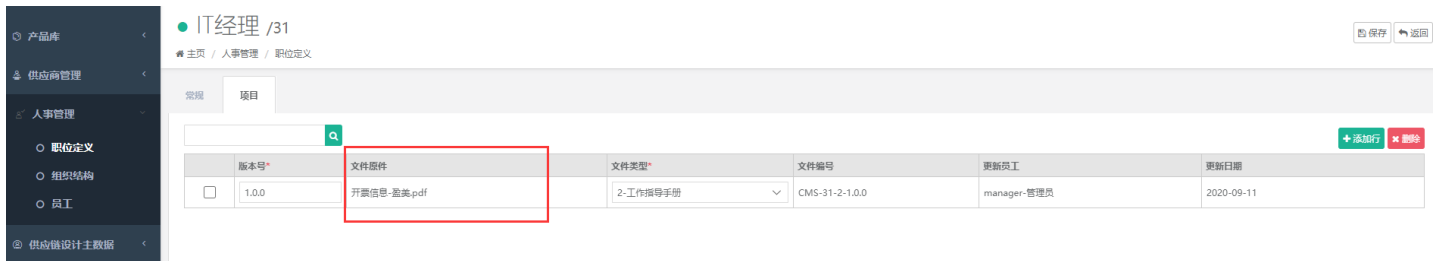 产品库
供应商管理
人事管理
职位定义
组织结构
员工
供应链设计主数据
IT经理 /31
主页 / 人事管理 / 职位定义
保存 返回
常规 项目
添加行 删除
版本号* 文件原件 文件类型* 文件编号 更新员工 更新日期
1.0.0 开票信息-盈美.pdf 2-工作指导手册 CMS-31-2-1.0.0 manager-管理员 2020-09-11